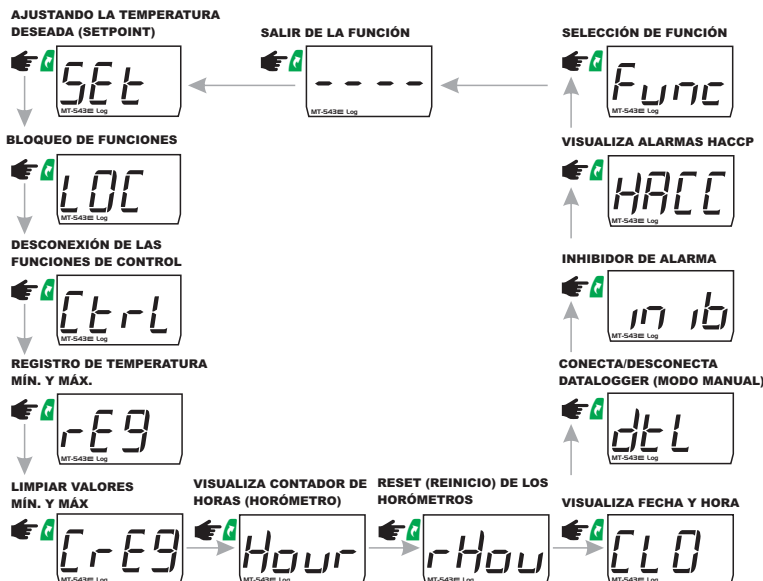 AJUSTANDO LA TEMPERATURA
DESEADA (SETPOINT)
SEt
MT-543E Log
BLOQUEO DE FUNCIONES
LOC
MT-543E Log
DESCONEXIÓN DE LAS
FUNCIONES DE CONTROL
CtrL
MT-543E Log
REGISTRO DE TEMPERATURA
MÍN. Y MÁX.
rEg
MT-543E Log
LIMPIAR VALORES
MÍN. Y MÁX
CrEg
MT-543E Log
VISUALIZA CONTADOR DE
HORAS (HORÓMETRO)
Hour
MT-543E Log
RESET (REINICIO) DE LOS
HORÓMETROS
rHou
MT-543E Log
VISUALIZA FECHA Y HORA
CLO
MT-543E Log
CONECTA/DESCONECTA
DATALOGGER (MODO MANUAL)
dtL
MT-543E Log
INHIBIDOR DE ALARMA
inib
MT-543E Log
VISUALIZA ALARMAS HACCP
HACC
MT-543E Log
SELECCIÓN DE FUNCIÓN
Func
MT-543E Log
SALIR DE LA FUNCIÓN
- - - -
MT-543E Log